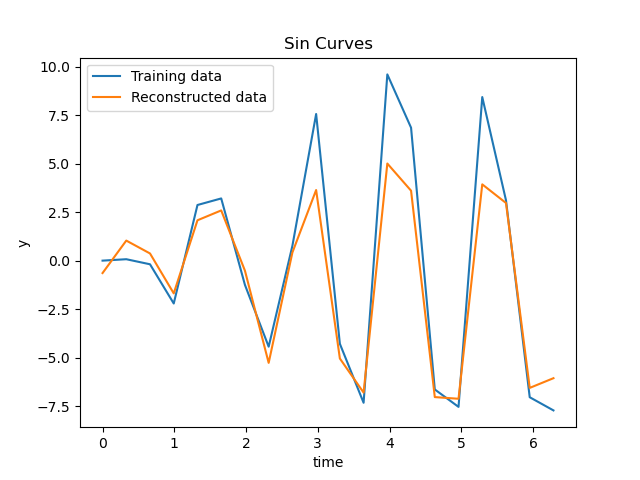 Sin Curves
Training data
Reconstructed data
10.0
7.5
5.0
2.5
0.0
−2.5
−5.0
−7.5
y
0 1 2 3 4 5 6
time